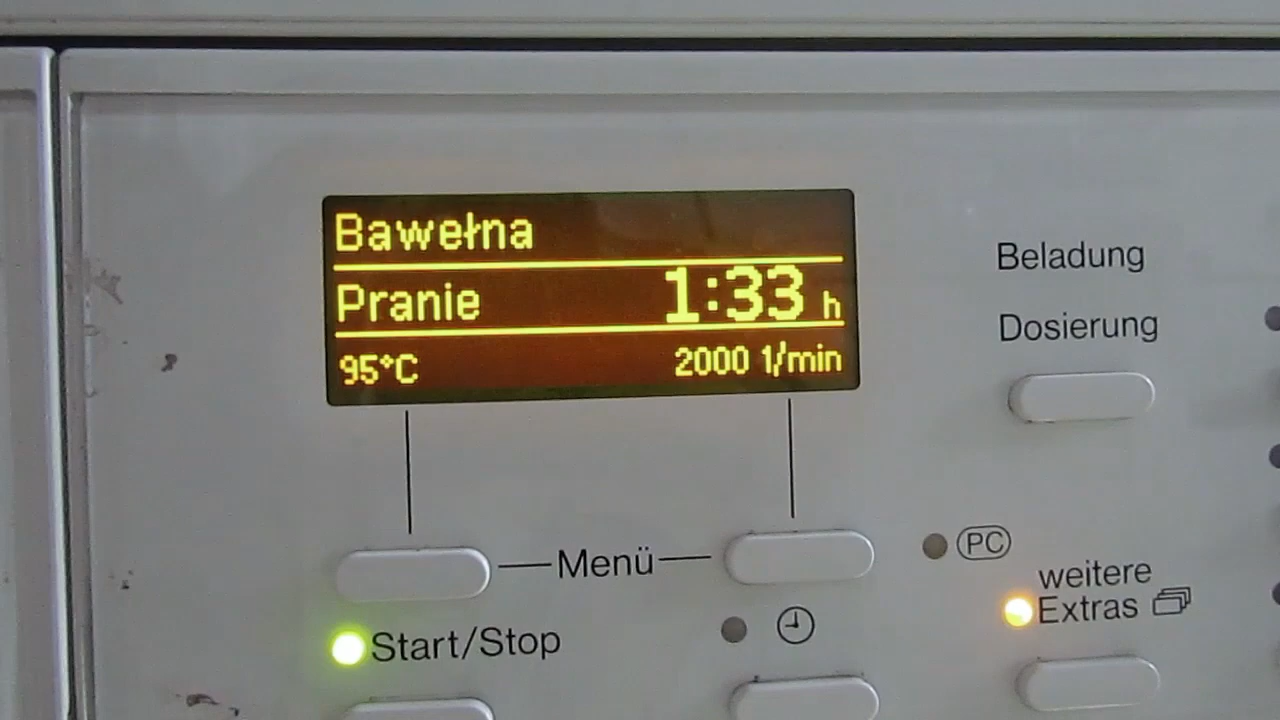 Bawełna
Pranie 1:33 h
95°C 2000 1/min
Beladung
Dosierung
Menü
PC
weitere
Extras
Start/Stop